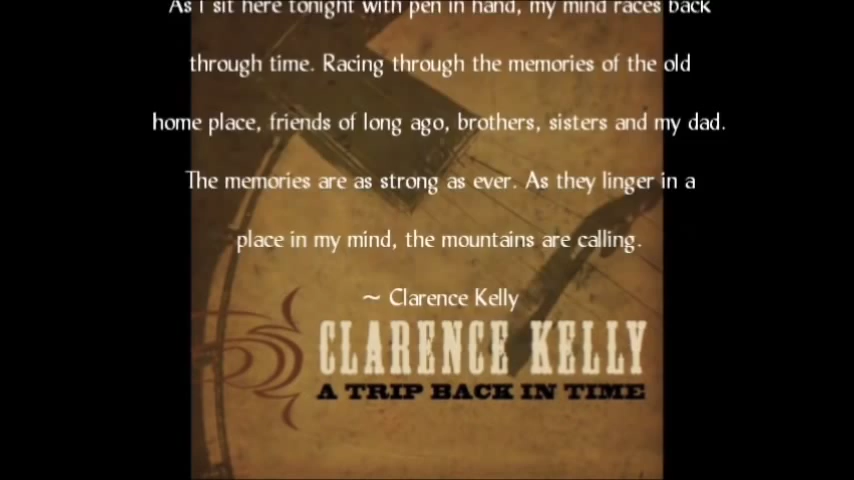 As I sit here tonight with pen in hand, my mind races back
through time. Racing through the memories of the old
home place, friends of long ago, brothers, sisters and my dad.
The memories are as strong as ever. As they linger in a
place in my mind, the mountains are calling.
~ Clarence Kelly
CLARENCE KELLY
A TRIP BACK IN TIME